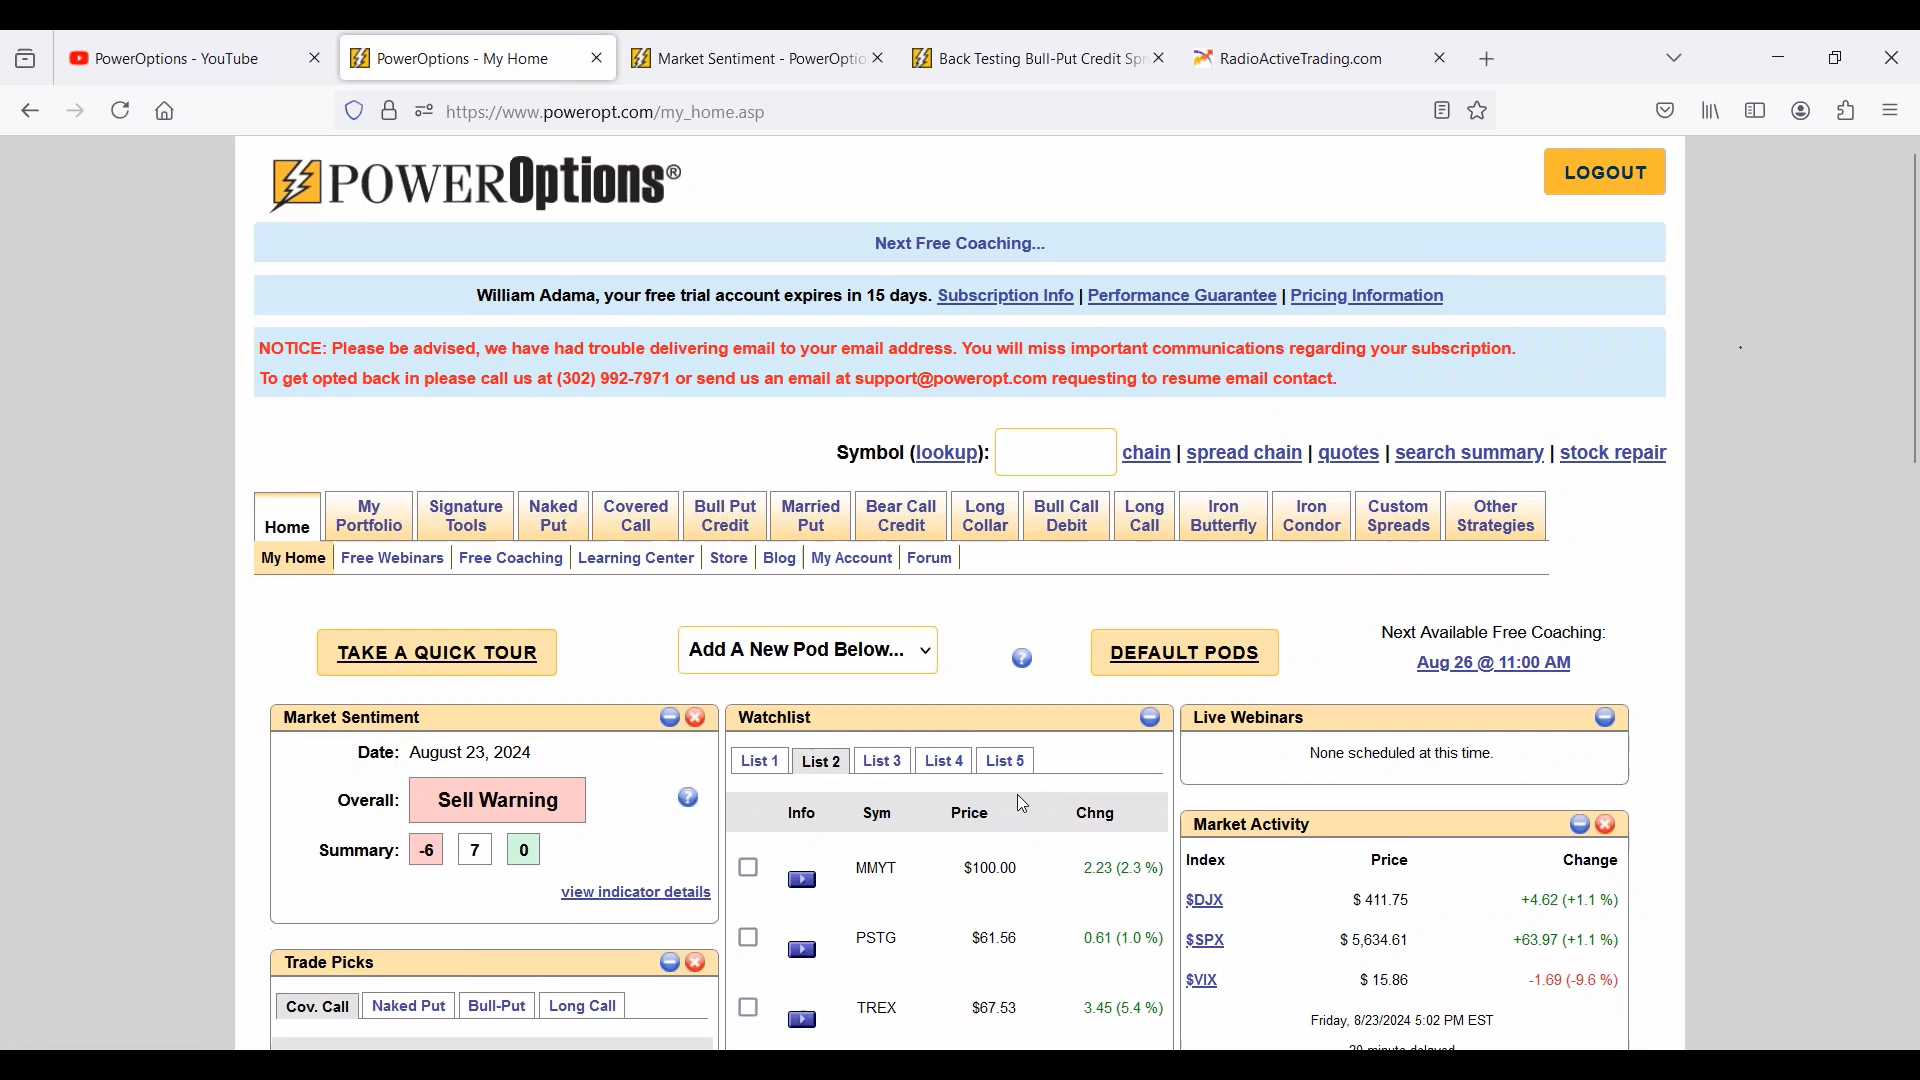 PowerOptions - YouTube
PowerOptions - My Home
Market Sentiment - PowerOptio
Back Testing Bull-Put Credit Spr
RadioActiveTrading.com
https://www.poweropt.com/my_home.asp
POWEROptions®
LOGOUT
Next Free Coaching...
William Adama, your free trial account expires in 15 days. Subscription Info | Performance Guarantee | Pricing Information
NOTICE: Please be advised, we have had trouble delivering email to your email address. You will miss important communications regarding your subscription.
To get opted back in please call us at (302) 992-7971 or send us an email at support@poweropt.com requesting to resume email contact.
Symbol (lookup): chain | spread chain | quotes | search summary | stock repair
Home
My Portfolio
Signature Tools
Naked Put
Covered Call
Bull Put Credit
Married Put
Bear Call Credit
Long Collar
Bull Call Debit
Long Call
Iron Butterfly
Iron Condor
Custom Spreads
Other Strategies
My Home | Free Webinars | Free Coaching | Learning Center | Store | Blog | My Account | Forum |
TAKE A QUICK TOUR
Add A New Pod Below...
?
DEFAULT PODS
Next Available Free Coaching:
Aug 26 @ 11:00 AM
Market Sentiment
Date: August 23, 2024
Overall: Sell Warning
?
Summary: -6 7 0
view indicator details
Trade Picks
Cov. Call Naked Put Bull-Put Long Call
Watchlist
List 1 List 2 List 3 List 4 List 5
Info Sym Price Chng
MMYT $100.00 2.23 (2.3 %)
PSTG $61.56 0.61 (1.0 %)
TREX $67.53 3.45 (5.4 %)
Live Webinars
None scheduled at this time.
Market Activity
Index Price Change
$DJX $ 411.75 +4.62 (+1.1 %)
$SPX $ 5,634.61 +63.97 (+1.1 %)
$VIX $ 15.86 -1.69 (-9.6 %)
Friday, 8/23/2024 5:02 PM EST